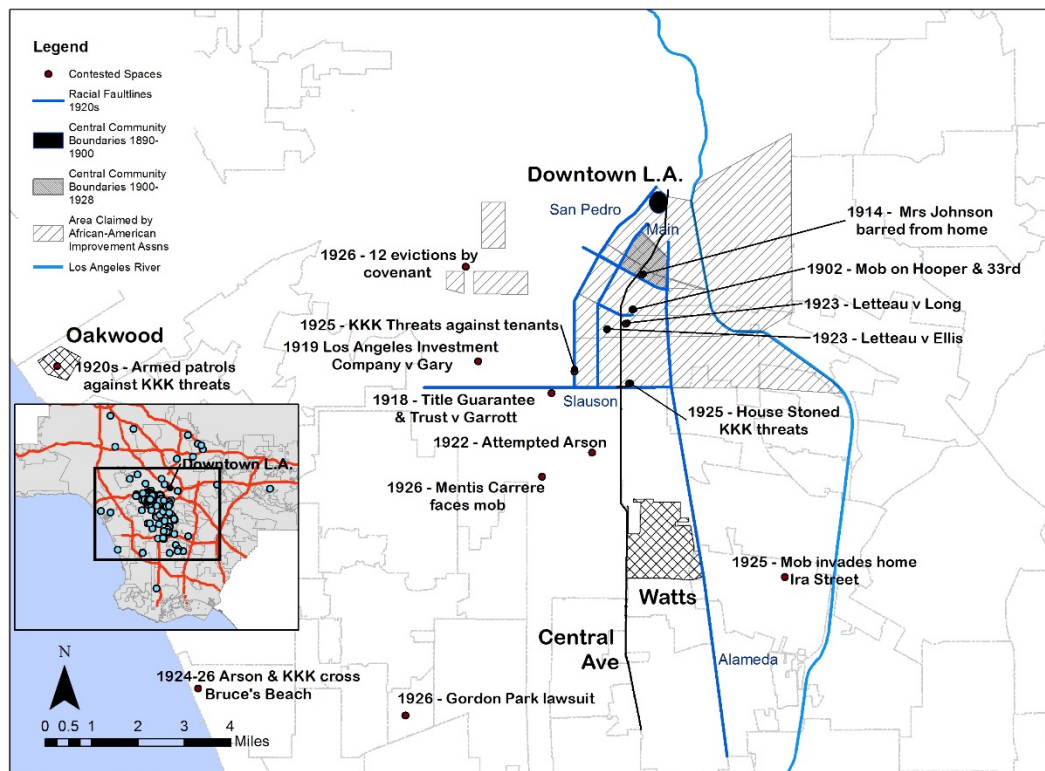 Legend
Contested Spaces
Racial Faultlines
1920s
Central Community
Boundaries 1890-
1900
Central Community
Boundaries 1900-
1928
Area Claimed by
African-American
Improvement Assns
Los Angeles River
Downtown L.A.
San Pedro
Main
1914 - Mrs Johnson
barred from home
1926 - 12 evictions by
covenant
1902 - Mob on Hooper & 33rd
1923 - Letteau v Long
1923 - Letteau v Ellis
1925 - KKK Threats against tenants
1919 Los Angeles Investment
Company v Gary
Oakwood
1920s - Armed patrols
against KKK threats
Slauson
1918 - Title Guarantee
& Trust v Garrott
1925 - House Stoned
KKK threats
1922 - Attempted Arson
1926 - Mentis Carrere
faces mob
Downtown L.A.
1925 - Mob invades home
Ira Street
Watts
Central
Ave
Alameda
N
1924-26 Arson & KKK cross
Bruce's Beach
1926 - Gordon Park lawsuit
0 0.5 1 2 3 4
Miles